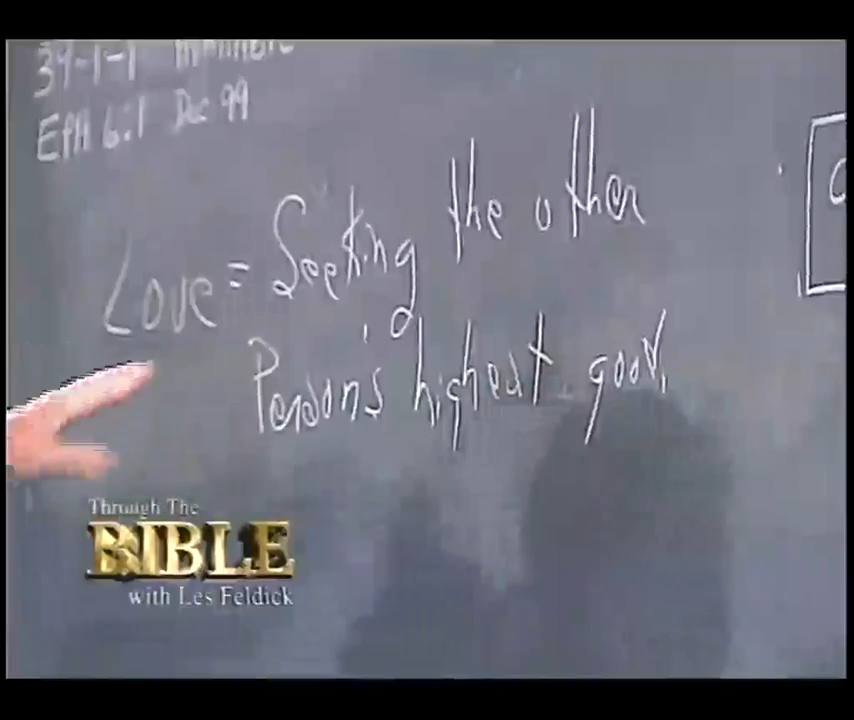 34-1-1
EPH 6:1 Dec 99
Love = Seeking the other
Person's highest good.
Through The
BIBLE
with Les Feldick